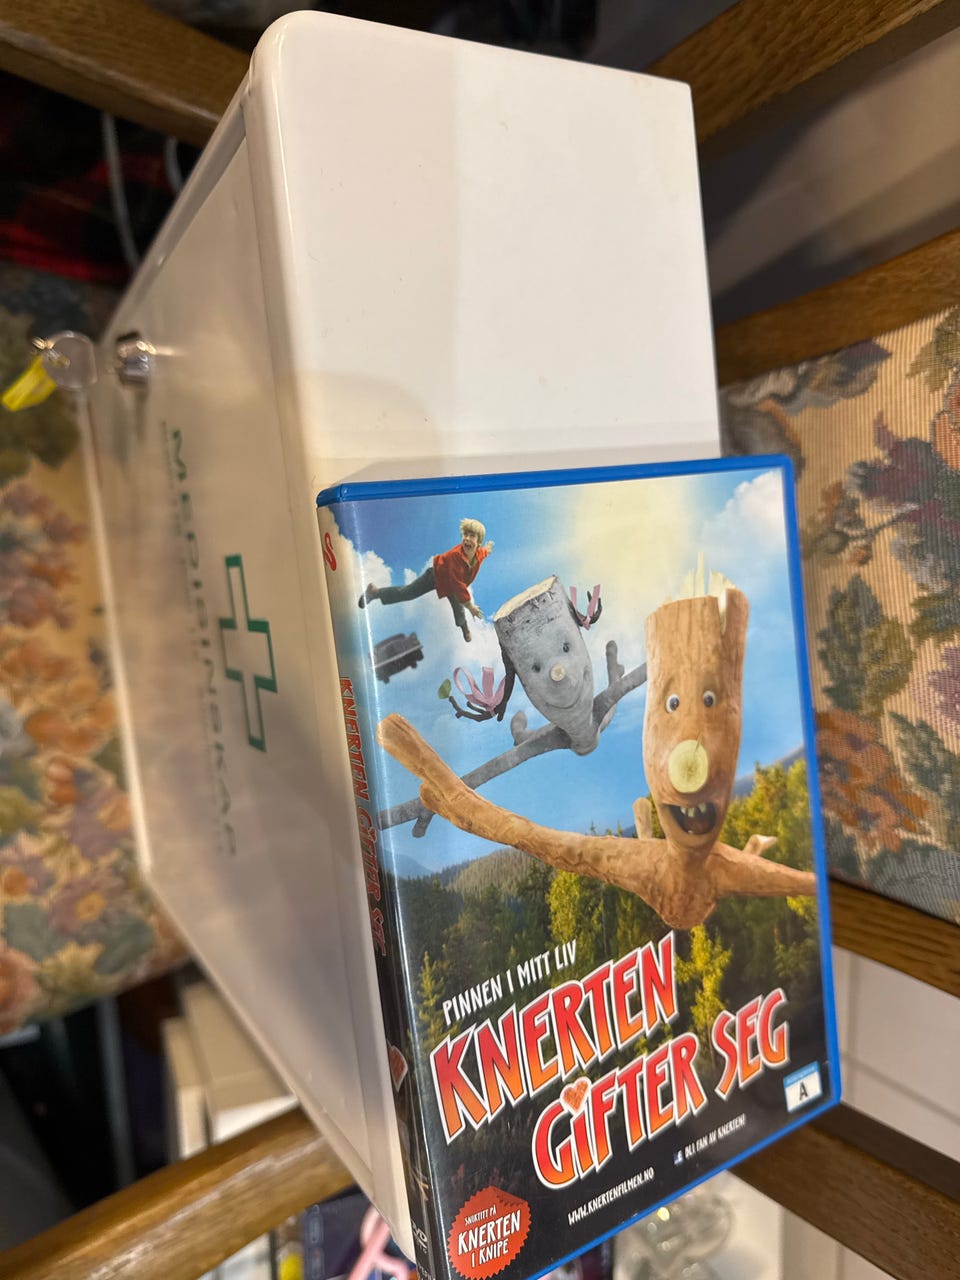 MEDISINSKAP
KNERTEN GIFTER SEG
PINNEN I MITT LIV
KNERTEN
GIFTER SEG
A
BLI FAN AV KNERTEN!
WWW.KNERTENFILMEN.NO
SNIKTITT PÅ
KNERTEN
I KNIPE
DVD